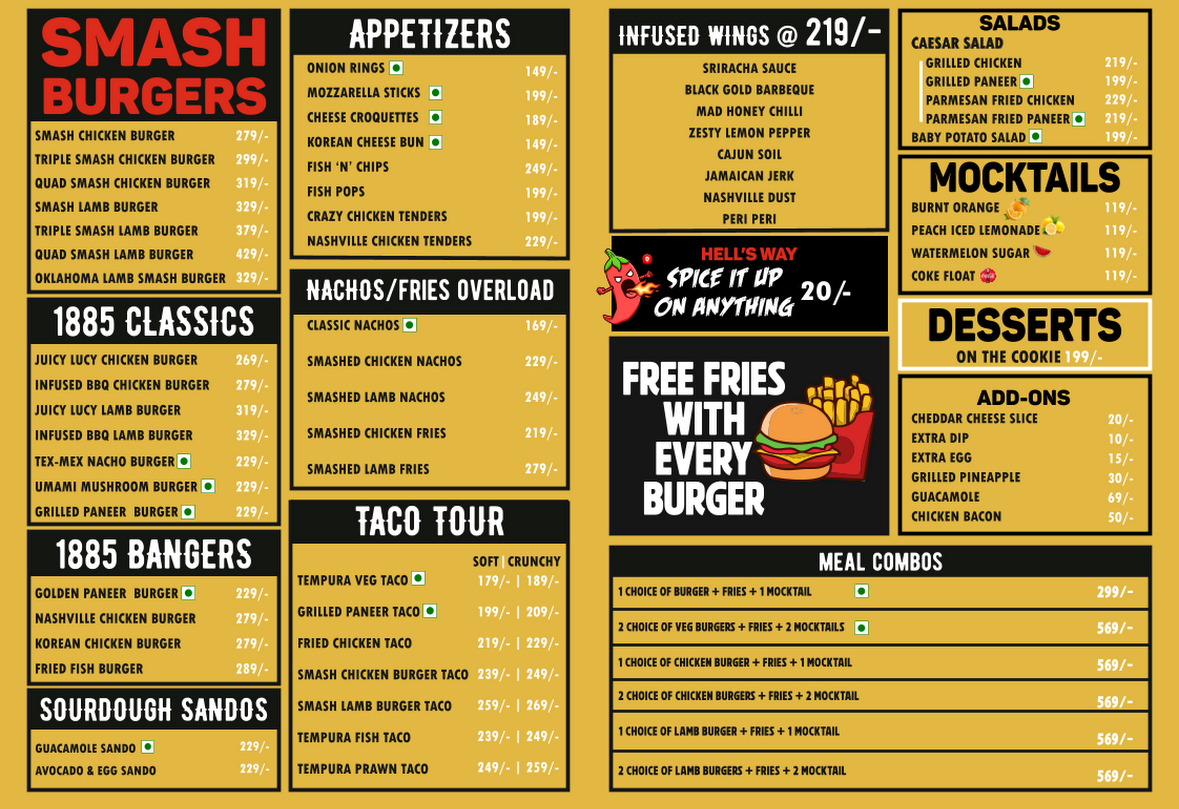 SMASH
BURGERS
SMASH CHICKEN BURGER 279/-
TRIPLE SMASH CHICKEN BURGER 299/-
QUAD SMASH CHICKEN BURGER 319/-
SMASH LAMB BURGER 329/-
TRIPLE SMASH LAMB BURGER 379/-
QUAD SMASH LAMB BURGER 429/-
OKLAHOMA LAMB SMASH BURGER 329/-
1885 CLASSICS
JUICY LUCY CHICKEN BURGER 269/-
INFUSED BBQ CHICKEN BURGER 279/-
JUICY LUCY LAMB BURGER 319/-
INFUSED BBQ LAMB BURGER 329/-
TEX-MEX NACHO BURGER 229/-
UMAMI MUSHROOM BURGER 229/-
GRILLED PANEER BURGER 229/-
1885 BANGERS
GOLDEN PANEER BURGER 229/-
NASHVILLE CHICKEN BURGER 279/-
KOREAN CHICKEN BURGER 279/-
FRIED FISH BURGER 289/-
SOURDOUGH SANDOS
GUACAMOLE SANDO 229/-
AVOCADO & EGG SANDO 229/-
APPETIZERS
ONION RINGS 149/-
MOZZARELLA STICKS 199/-
CHEESE CROQUETTES 189/-
KOREAN CHEESE BUN 149/-
FISH ‘N’ CHIPS 249/-
FISH POPS 199/-
CRAZY CHICKEN TENDERS 199/-
NASHVILLE CHICKEN TENDERS 229/-
NACHOS/FRIES OVERLOAD
CLASSIC NACHOS 169/-
SMASHED CHICKEN NACHOS 229/-
SMASHED LAMB NACHOS 249/-
SMASHED CHICKEN FRIES 219/-
SMASHED LAMB FRIES 279/-
TACO TOUR
SOFT | CRUNCHY
TEMPURA VEG TACO 179/- | 189/-
GRILLED PANEER TACO 199/- | 209/-
FRIED CHICKEN TACO 219/- | 229/-
SMASH CHICKEN BURGER TACO 239/- | 249/-
SMASH LAMB BURGER TACO 259/- | 269/-
TEMPURA FISH TACO 239/- | 249/-
TEMPURA PRAWN TACO 249/- | 259/-
INFUSED WINGS @ 219/-
SRIRACHA SAUCE
BLACK GOLD BARBEQUE
MAD HONEY CHILLI
ZESTY LEMON PEPPER
CAJUN SOIL
JAMAICAN JERK
NASHVILLE DUST
PERI PERI
HELL'S WAY
SPICE IT UP
ON ANYTHING 20/-
FREE FRIES
WITH
EVERY
BURGER
SALADS
CAESAR SALAD
GRILLED CHICKEN 219/-
GRILLED PANEER 199/-
PARMESAN FRIED CHICKEN 229/-
PARMESAN FRIED PANEER 219/-
BABY POTATO SALAD 199/-
MOCKTAILS
BURNT ORANGE 119/-
PEACH ICED LEMONADE 119/-
WATERMELON SUGAR 119/-
COKE FLOAT 119/-
DESSERTS
ON THE COOKIE 199/-
ADD-ONS
CHEDDAR CHEESE SLICE 20/-
EXTRA DIP 10/-
EXTRA EGG 15/-
GRILLED PINEAPPLE 30/-
GUACAMOLE 69/-
CHICKEN BACON 50/-
MEAL COMBOS
1 CHOICE OF BURGER + FRIES + 1 MOCKTAIL 299/-
2 CHOICE OF VEG BURGERS + FRIES + 2 MOCKTAILS 569/-
1 CHOICE OF CHICKEN BURGER + FRIES + 1 MOCKTAIL 569/-
2 CHOICE OF CHICKEN BURGERS + FRIES + 2 MOCKTAIL 569/-
1 CHOICE OF LAMB BURGER + FRIES + 1 MOCKTAIL 569/-
2 CHOICE OF LAMB BURGERS + FRIES + 2 MOCKTAIL 569/-